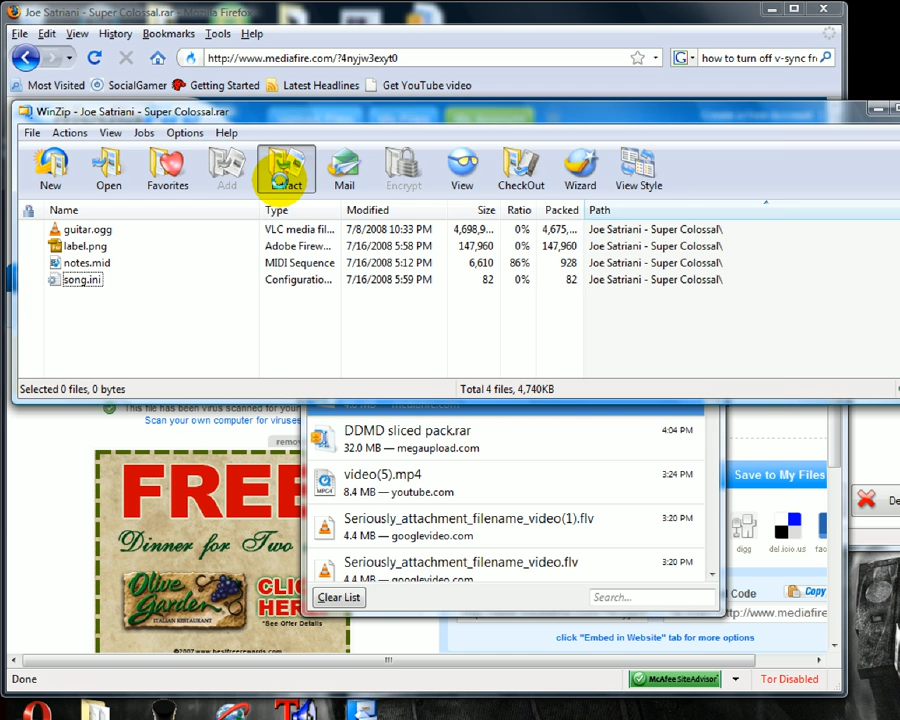 Joe Satriani - Super Colossal.rar - Mozilla Firefox
File Edit View History Bookmarks Tools Help
http://www.mediafire.com/?4nyjw3exyt0
G how to turn off v-sync fr
Most Visited SocialGamer Getting Started Latest Headlines Get YouTube video
WinZip - Joe Satriani - Super Colossal.rar
File Actions View Jobs Options Help
New Open Favorites Add Extract Mail Encrypt View CheckOut Wizard View Style
Name Type Modified Size Ratio Packed Path
guitar.ogg VLC media fil... 7/8/2008 10:33 PM 4,698,9... 0% 4,675,... Joe Satriani - Super Colossal\
label.png Adobe Firew... 7/16/2008 5:58 PM 147,960 0% 147,960 Joe Satriani - Super Colossal\
notes.mid MIDI Sequence 7/16/2008 5:12 PM 6,610 86% 928 Joe Satriani - Super Colossal\
song.ini Configuratio... 7/16/2008 5:59 PM 82 0% 82 Joe Satriani - Super Colossal\
Selected 0 files, 0 bytes Total 4 files, 4,740KB
This file has been virus scanned for your
Scan your own computer for viruses
remov
DDMD sliced pack.rar 4:04 PM
32.0 MB — megaupload.com
video(5).mp4 3:24 PM
MPG4
8.4 MB — youtube.com
Seriously_attachment_filename_video(1).flv 3:20 PM
4.4 MB — googlevideo.com
Seriously_attachment_filename_video.flv 3:20 PM
4.4 MB — googlevideo.com
Clear List Search...
Save to My Files
De
digg del.icio.us fac
Code Copy
http://www.mediafire
click "Embed in Website" tab for more options
FREE
Dinner for Two
Olive Garden
ITALIAN RESTAURANT
CLIC
HERE
*See Offer Details
©2007 www.bestfreerewards.com
Done McAfee SiteAdvisor Tor Disabled